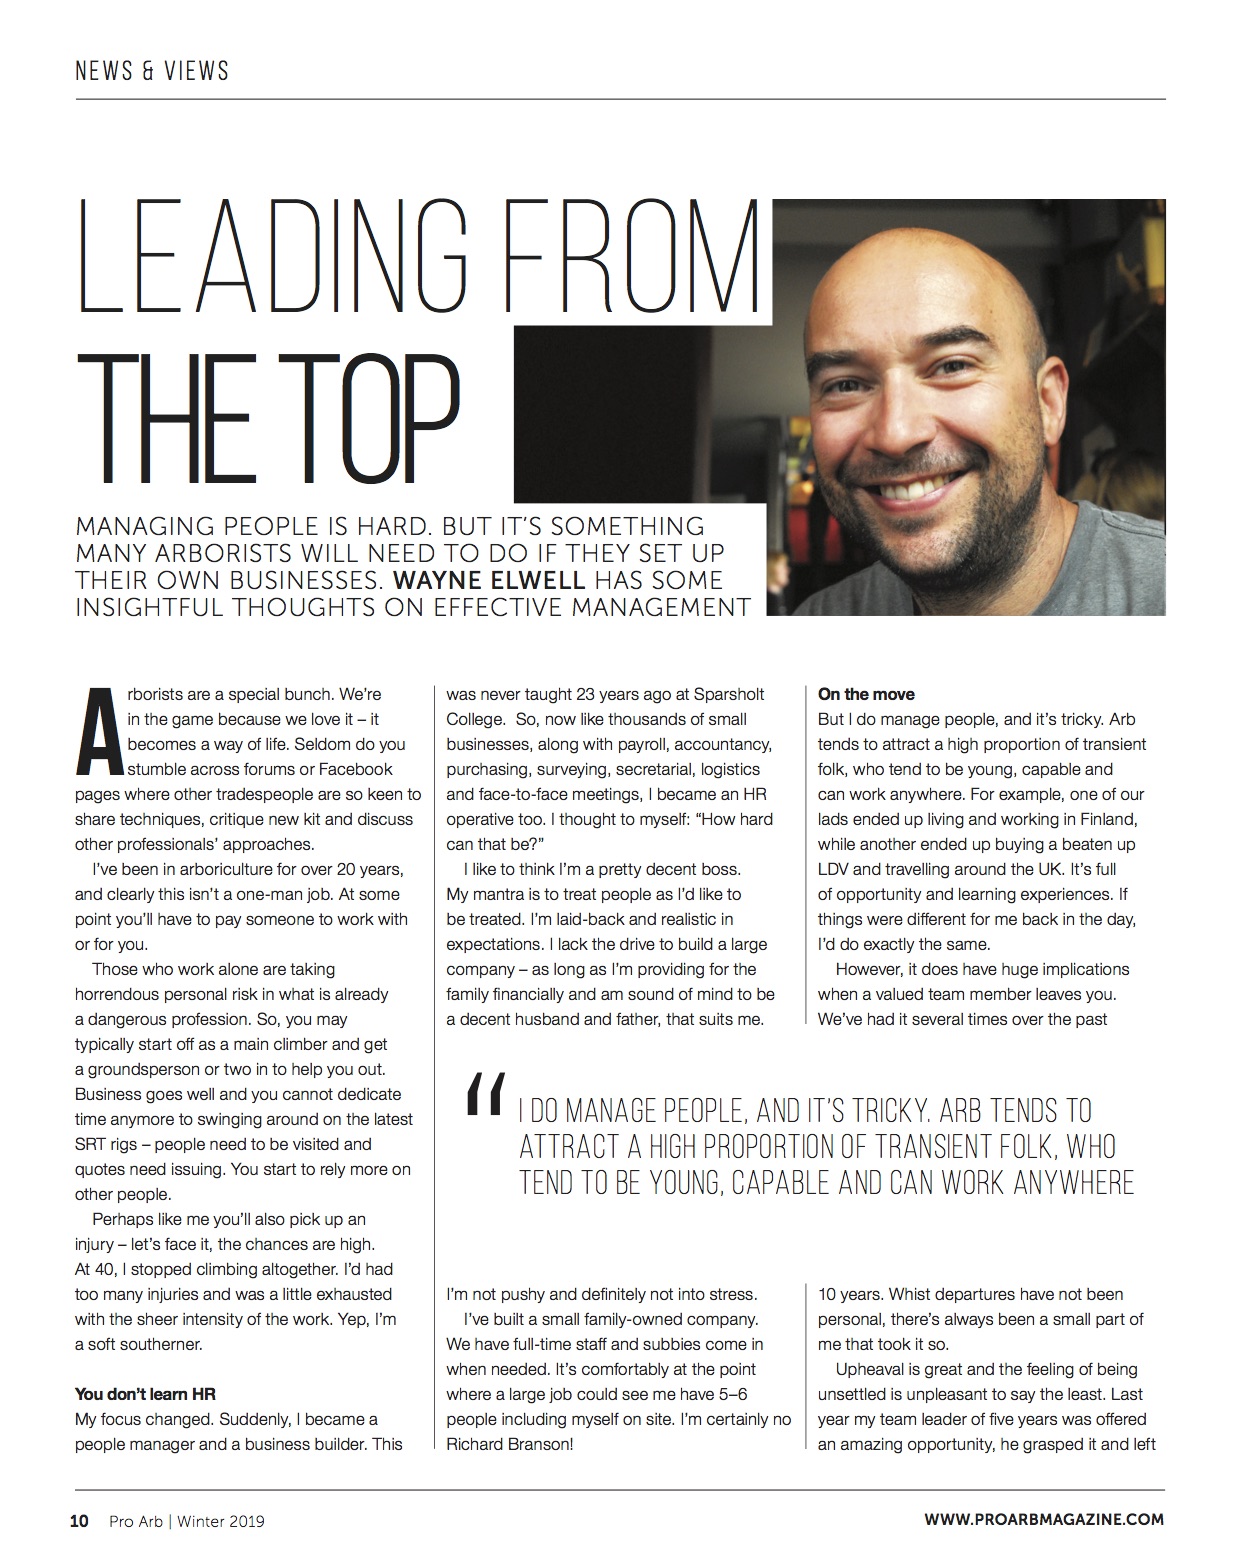 NEWS & VIEWS
LEADING FROM
THE TOP
MANAGING PEOPLE IS HARD. BUT IT'S SOMETHING
MANY ARBORISTS WILL NEED TO DO IF THEY SET UP
THEIR OWN BUSINESSES. WAYNE ELWELL HAS SOME
INSIGHTFUL THOUGHTS ON EFFECTIVE MANAGEMENT
Arborists are a special bunch. We're
in the game because we love it – it
becomes a way of life. Seldom do you
stumble across forums or Facebook
pages where other tradespeople are so keen to
share techniques, critique new kit and discuss
other professionals' approaches.
I've been in arboriculture for over 20 years,
and clearly this isn't a one-man job. At some
point you'll have to pay someone to work with
or for you.
Those who work alone are taking
horrendous personal risk in what is already
a dangerous profession. So, you may
typically start off as a main climber and get
a groundsperson or two in to help you out.
Business goes well and you cannot dedicate
time anymore to swinging around on the latest
SRT rigs – people need to be visited and
quotes need issuing. You start to rely more on
other people.
Perhaps like me you'll also pick up an
injury – let's face it, the chances are high.
At 40, I stopped climbing altogether. I'd had
too many injuries and was a little exhausted
with the sheer intensity of the work. Yep, I'm
a soft southerner.
You don't learn HR
My focus changed. Suddenly, I became a
people manager and a business builder. This
was never taught 23 years ago at Sparsholt
College.  So, now like thousands of small
businesses, along with payroll, accountancy,
purchasing, surveying, secretarial, logistics
and face-to-face meetings, I became an HR
operative too. I thought to myself: "How hard
can that be?"
I like to think I'm a pretty decent boss.
My mantra is to treat people as I'd like to
be treated. I'm laid-back and realistic in
expectations. I lack the drive to build a large
company – as long as I'm providing for the
family financially and am sound of mind to be
a decent husband and father, that suits me.
I'm not pushy and definitely not into stress.
I've built a small family-owned company.
We have full-time staff and subbies come in
when needed. It's comfortably at the point
where a large job could see me have 5–6
people including myself on site. I'm certainly no
Richard Branson!
On the move
But I do manage people, and it's tricky. Arb
tends to attract a high proportion of transient
folk, who tend to be young, capable and
can work anywhere. For example, one of our
lads ended up living and working in Finland,
while another ended up buying a beaten up
LDV and travelling around the UK. It's full
of opportunity and learning experiences. If
things were different for me back in the day,
I'd do exactly the same.
However, it does have huge implications
when a valued team member leaves you.
We've had it several times over the past
10 years. Whist departures have not been
personal, there's always been a small part of
me that took it so.
Upheaval is great and the feeling of being
unsettled is unpleasant to say the least. Last
year my team leader of five years was offered
an amazing opportunity, he grasped it and left
“ I DO MANAGE PEOPLE, AND IT'S TRICKY. ARB TENDS TO
ATTRACT A HIGH PROPORTION OF TRANSIENT FOLK, WHO
TEND TO BE YOUNG, CAPABLE AND CAN WORK ANYWHERE
10 Pro Arb | Winter 2019
WWW.PROARBMAGAZINE.COM